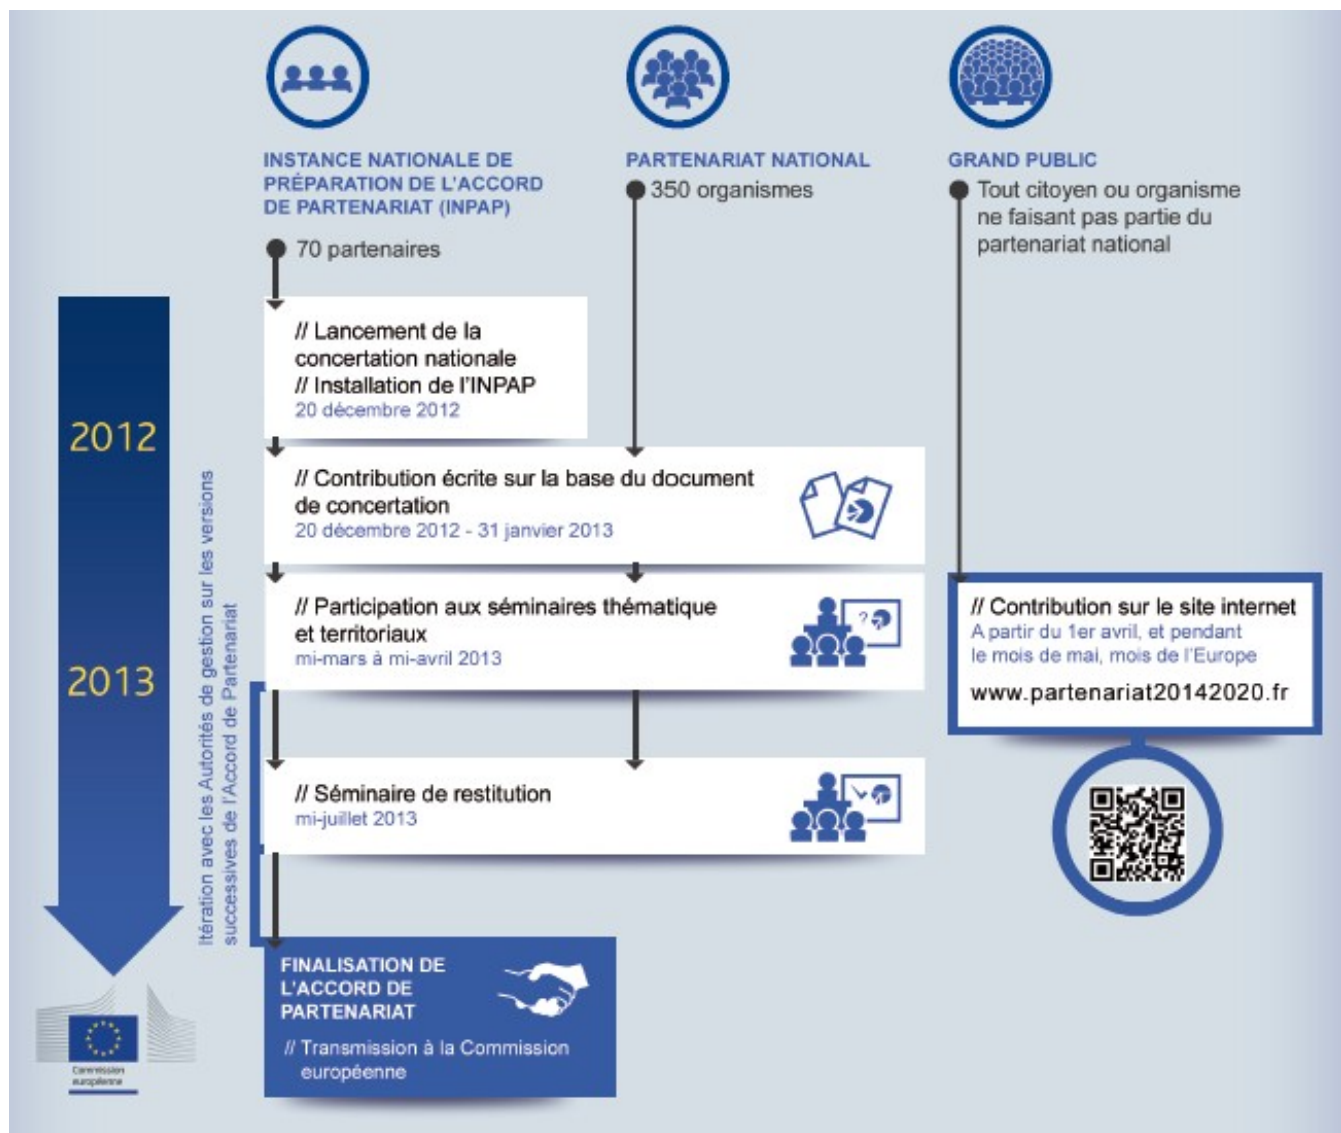 INSTANCE NATIONALE DE
PRÉPARATION DE L'ACCORD
DE PARTENARIAT (INPAP)
70 partenaires
PARTENARIAT NATIONAL
350 organismes
GRAND PUBLIC
Tout citoyen ou organisme
ne faisant pas partie du
partenariat national
2012
2013
Itération avec les Autorités de gestion sur les versions
successives de l'Accord de Partenariat
// Lancement de la
concertation nationale
// Installation de l'INPAP
20 décembre 2012
// Contribution écrite sur la base du document
de concertation
20 décembre 2012 - 31 janvier 2013
// Participation aux séminaires thématique
et territoriaux
mi-mars à mi-avril 2013
?
// Contribution sur le site internet
A partir du 1er avril, et pendant
le mois de mai, mois de l'Europe
www.partenariat20142020.fr
// Séminaire de restitution
mi-juillet 2013
FINALISATION DE
L'ACCORD DE
PARTENARIAT
// Transmission à la Commission
européenne
Commission
européenne